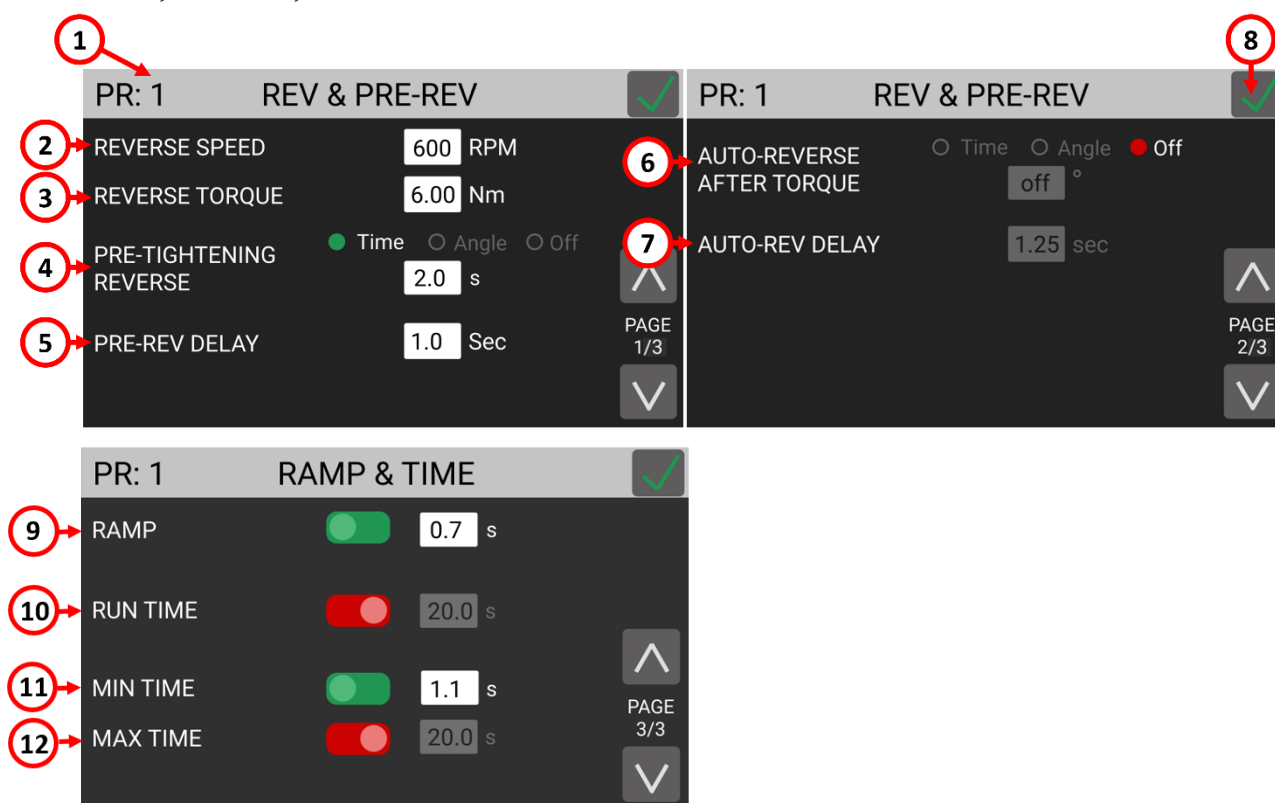 1
8
PR: 1 REV & PRE-REV
2 REVERSE SPEED 600 RPM
3 REVERSE TORQUE 6.00 Nm
4 PRE-TIGHTENING REVERSE Time Angle Off
2.0 s
5 PRE-REV DELAY 1.0 Sec
PAGE
1/3
PR: 1 REV & PRE-REV
6 AUTO-REVERSE AFTER TORQUE Time Angle Off
off °
7 AUTO-REV DELAY 1.25 sec
PAGE
2/3
PR: 1 RAMP & TIME
9 RAMP 0.7 s
10 RUN TIME 20.0 s
11 MIN TIME 1.1 s
12 MAX TIME 20.0 s
PAGE
3/3